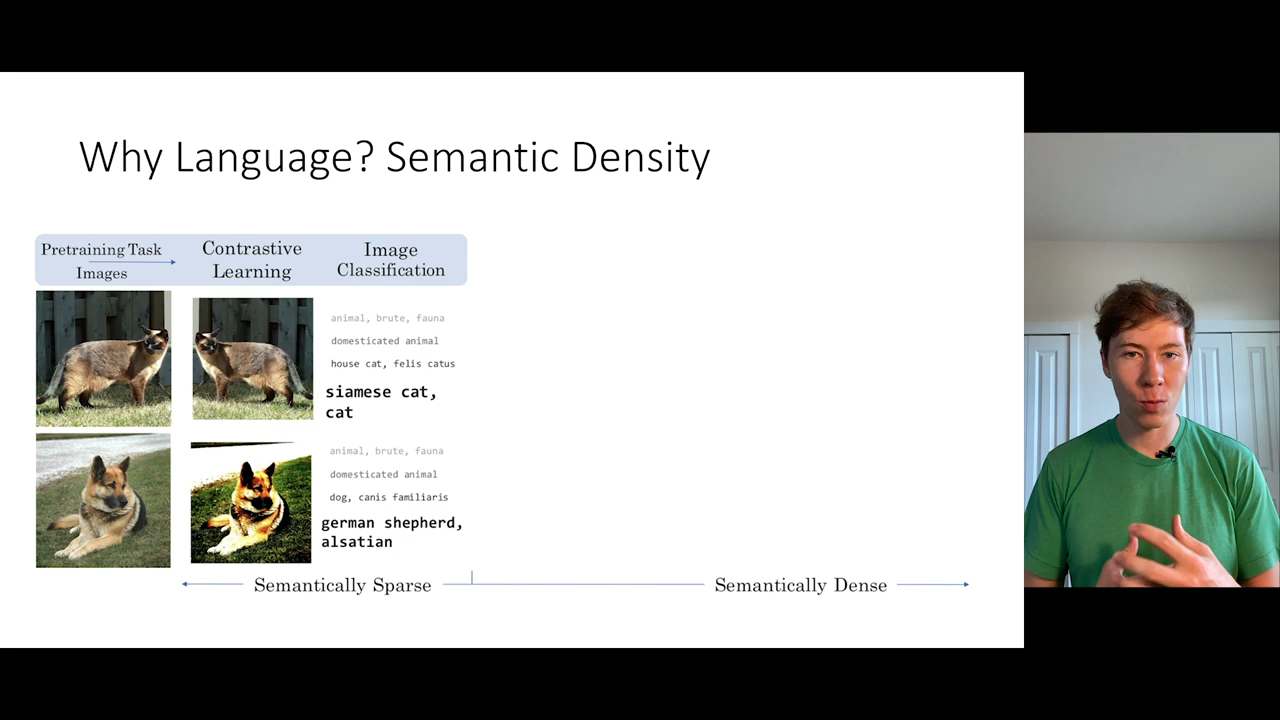 Why Language? Semantic Density
Pretraining Task
Images
Contrastive
Learning
Image
Classification
animal, brute, fauna
domesticated animal
house cat, felis catus
siamese cat,
cat
animal, brute, fauna
domesticated animal
dog, canis familiaris
german shepherd,
alsatian
Semantically Sparse
Semantically Dense